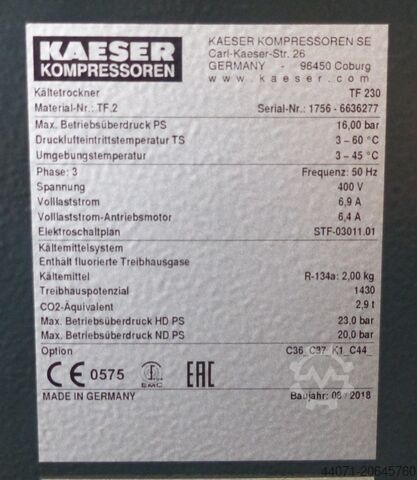 KAESER
KOMPRESSOREN
KAESER KOMPRESSOREN SE
Carl-Kaeser-Str. 26
GERMANY - 96450 Coburg
www.kaeser.com
Kältetrockner TF 230
Material-Nr.: TF.2 Serial-Nr.: 1756 - 6636277
Max. Betriebsüberdruck PS 16,00 bar
Drucklufteintrittstemperatur TS 3 – 60 °C
Umgebungstemperatur 3 – 45 °C
Phase: 3 Frequenz: 50 Hz
Spannung 400 V
Volllaststrom 6,9 A
Volllaststrom-Antriebsmotor 6,4 A
Elektroschaltplan STF-03011.01
Kältemittelsystem
Enthält fluorierte Treibhausgase
Kältemittel R-134a: 2,00 kg
Treibhauspotenzial 1430
CO2-Äquivalent 2,9 t
Max. Betriebsüberdruck HD PS 23,0 bar
Max. Betriebsüberdruck ND PS 20,0 bar
Option C36_C37_K1_C44_
CE 0575 EMC EAC
MADE IN GERMANY Baujahr: 08 / 2018
44071-20645760